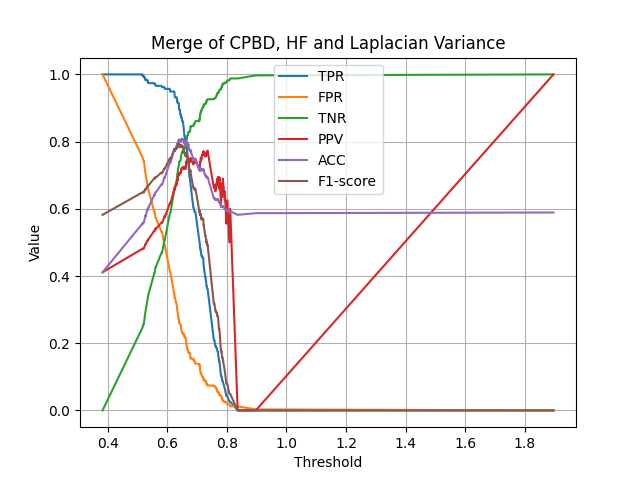 Merge of CPBD, HF and Laplacian Variance
1.0
0.8
0.6
0.4
0.2
0.0
Value
TPR
FPR
TNR
PPV
ACC
F1-score
0.4 0.6 0.8 1.0 1.2 1.4 1.6 1.8
Threshold